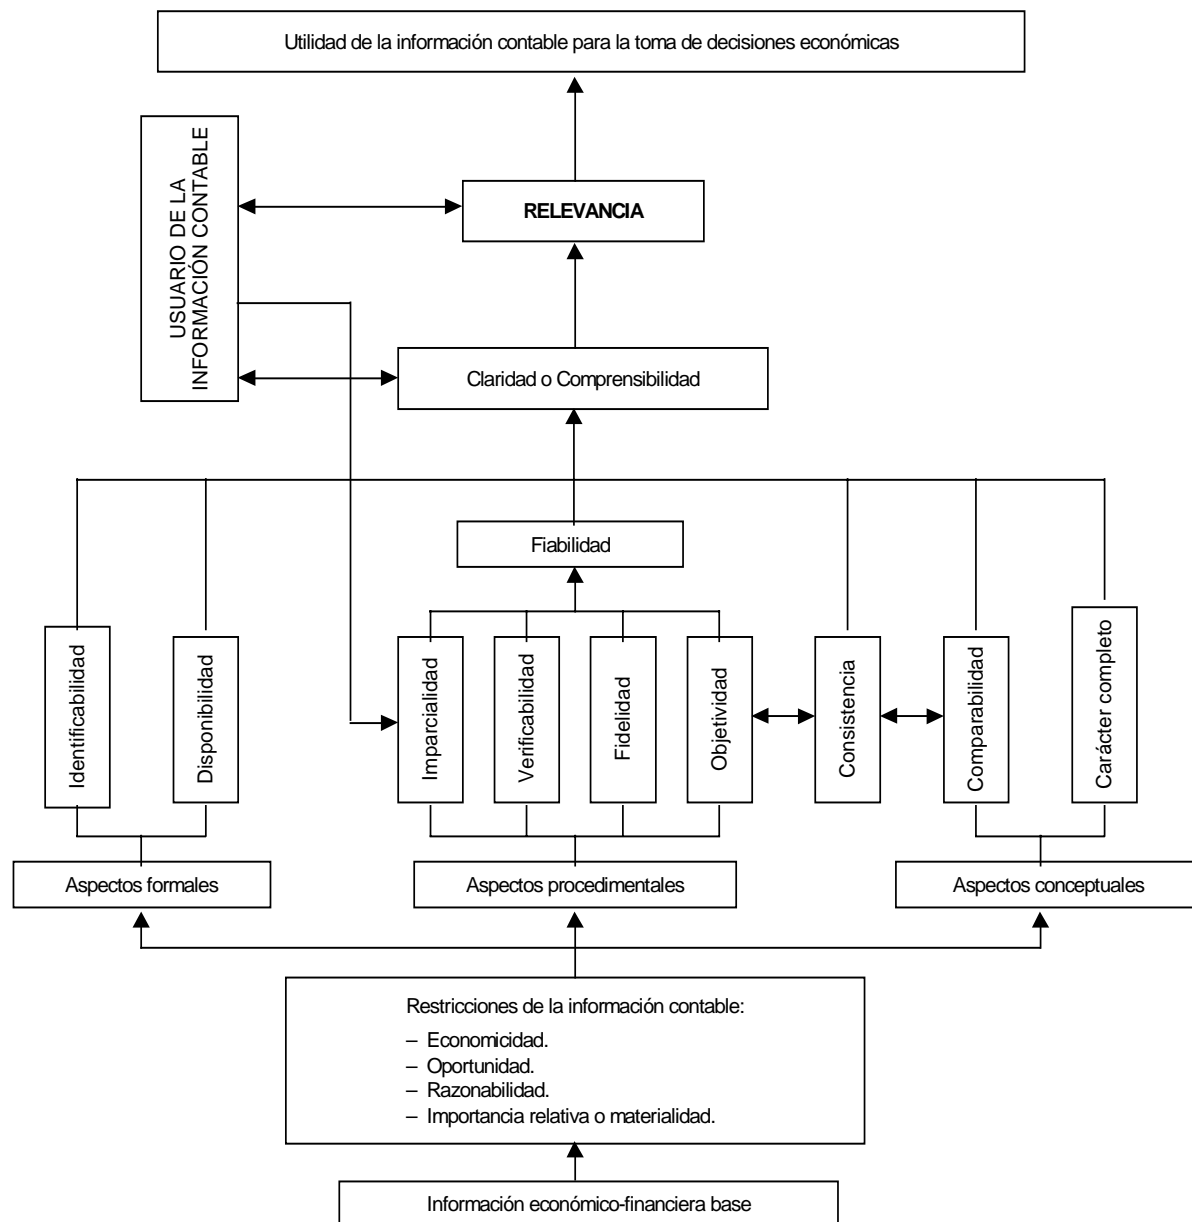 Utilidad de la información contable para la toma de decisiones económicas
USUARIO DE LA
INFORMACIÓN CONTABLE
RELEVANCIA
Claridad o Comprensibilidad
Fiabilidad
Identificabilidad
Disponibilidad
Imparcialidad
Verificabilidad
Fidelidad
Objetividad
Consistencia
Comparabilidad
Carácter completo
Aspectos formales
Aspectos procedimentales
Aspectos conceptuales
Restricciones de la información contable:
– Economicidad.
– Oportunidad.
– Razonabilidad.
– Importancia relativa o materialidad.
Información económico-financiera base